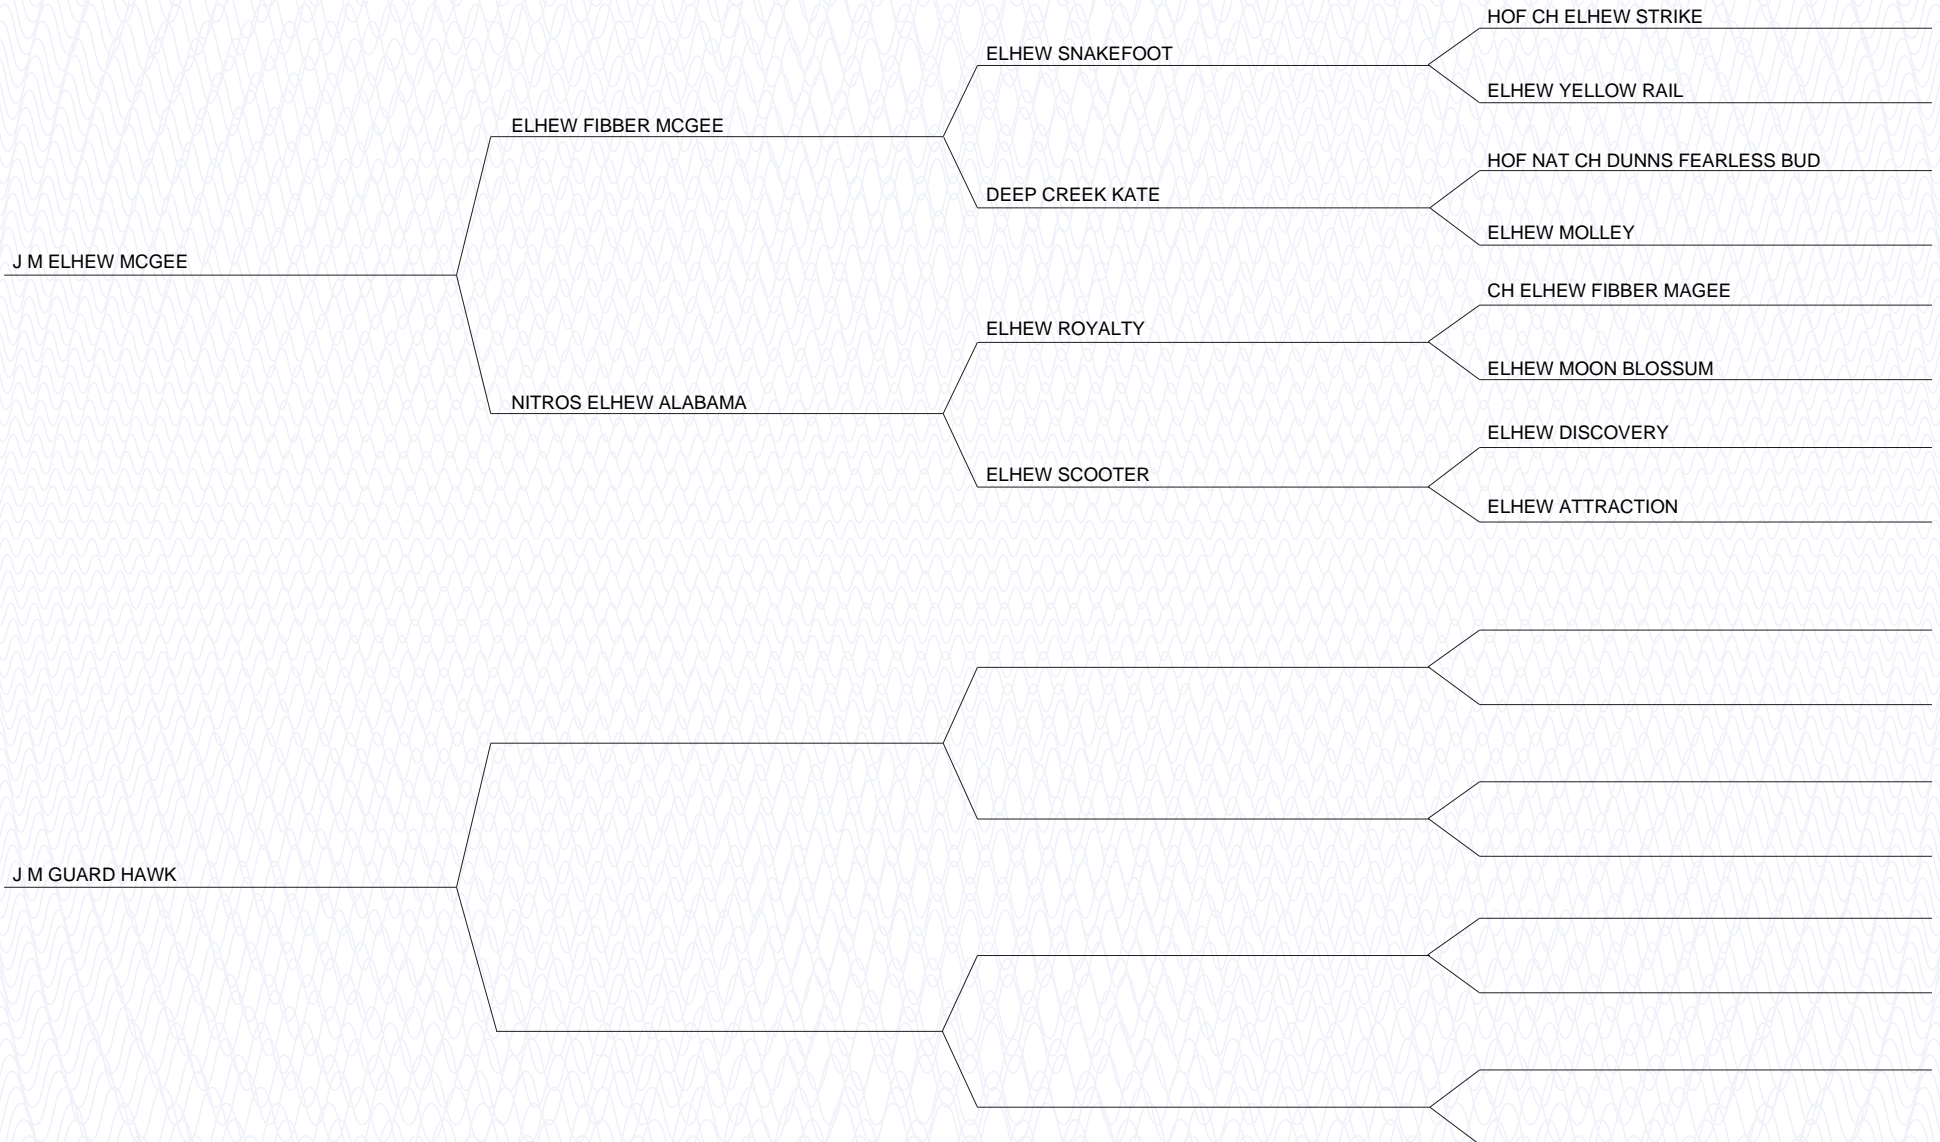 HOF CH ELHEW STRIKE
ELHEW SNAKEFOOT
ELHEW YELLOW RAIL
ELHEW FIBBER MCGEE
HOF NAT CH DUNNS FEARLESS BUD
DEEP CREEK KATE
ELHEW MOLLEY
J M ELHEW MCGEE
CH ELHEW FIBBER MAGEE
ELHEW ROYALTY
ELHEW MOON BLOSSUM
NITROS ELHEW ALABAMA
ELHEW DISCOVERY
ELHEW SCOOTER
ELHEW ATTRACTION
J M GUARD HAWK